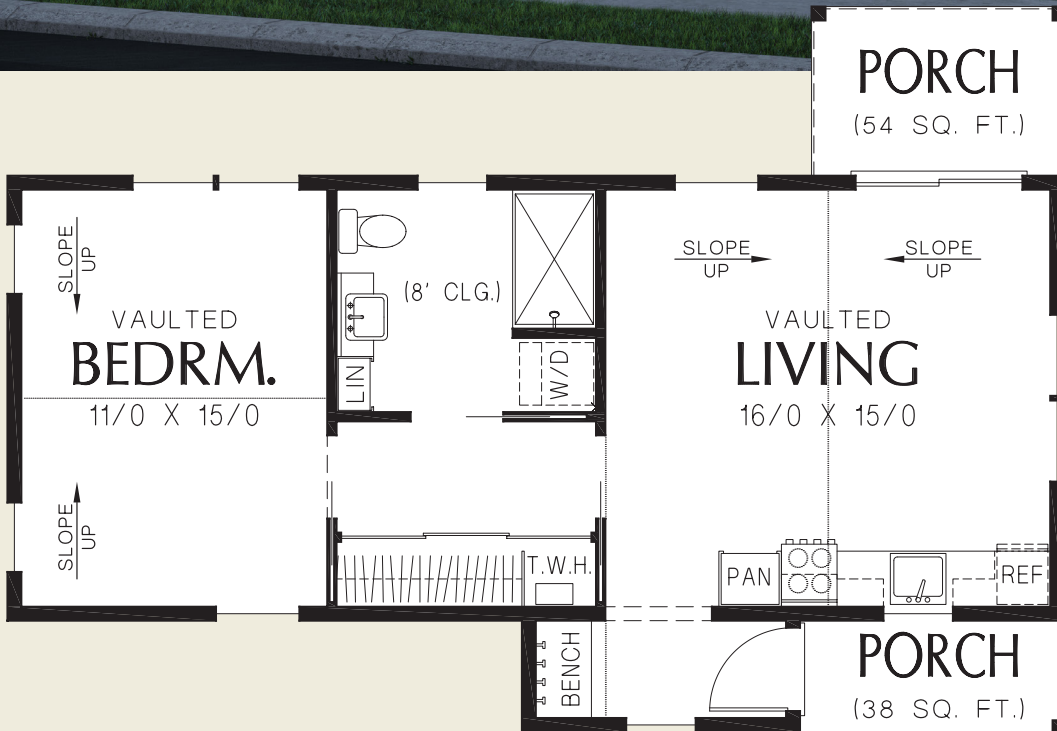 PORCH
(54 SQ. FT.)
SLOPE
UP
VAULTED
BEDRM.
11/0 X 15/0
SLOPE
UP
(8' CLG.)
LIN
W/D
T.W.H.
SLOPE
UP
SLOPE
UP
VAULTED
LIVING
16/0 X 15/0
PAN
REF
BENCH
PORCH
(38 SQ. FT.)